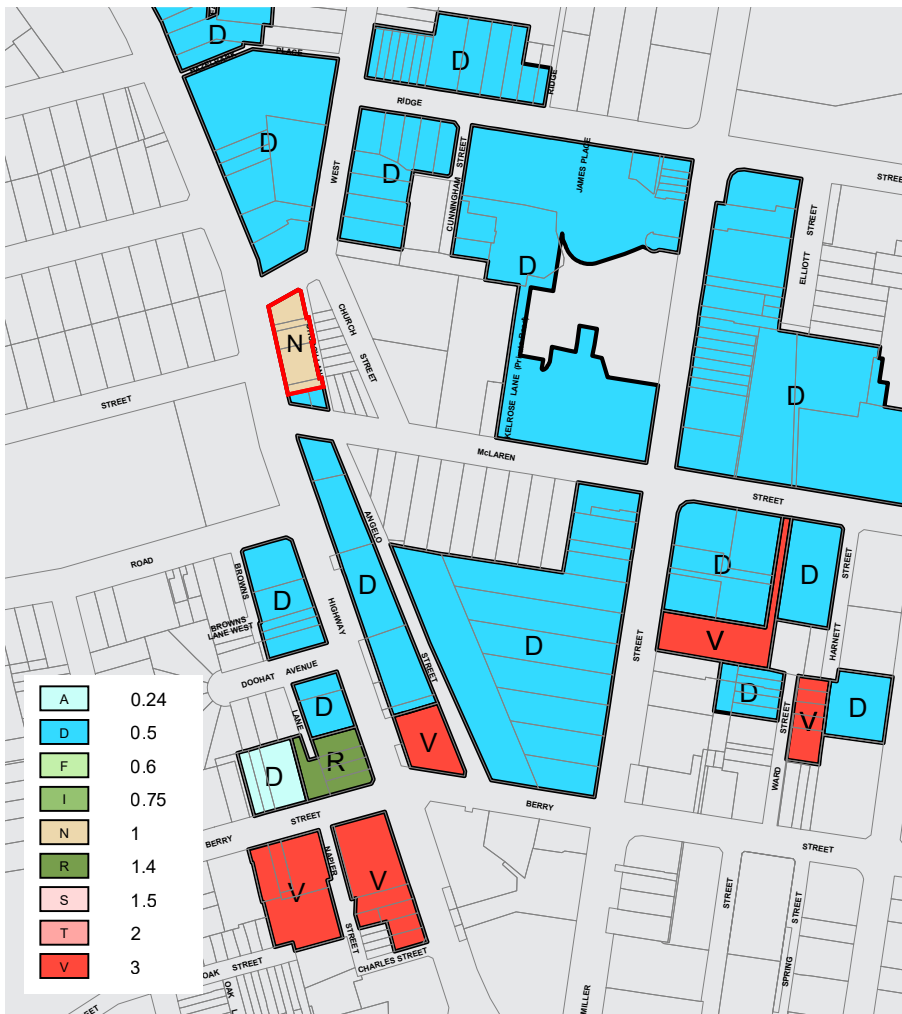 D
PLACE
D
RIDGE
D
RIDGE
WEST
D
STREET
CUNNINGHAM
JAMES PLACE
D
STREET
ELLIOTT
STREE
N
CHURCH
STREET
KELROSE LANE
D
STREET
McLAREN
STREET
ANGELO
STREET
ROAD
BROWNS
BROWNS
LANE WEST
D
HIGHWAY
D
D
STREET
D
D
STREET
HARNETT
V
D
V
D
STREET
WARD
DOOHAT AVENUE
LANE
D
V
D
R
BERRY
STREET
BERRY
STREET
V
NAPIER
STREET
V
CHARLES STREET
OAK STREET
OAK L
REET
MILLER
STREET
STREET
SPRING
A 0.24
D 0.5
F 0.6
I 0.75
N 1
R 1.4
S 1.5
T 2
V 3